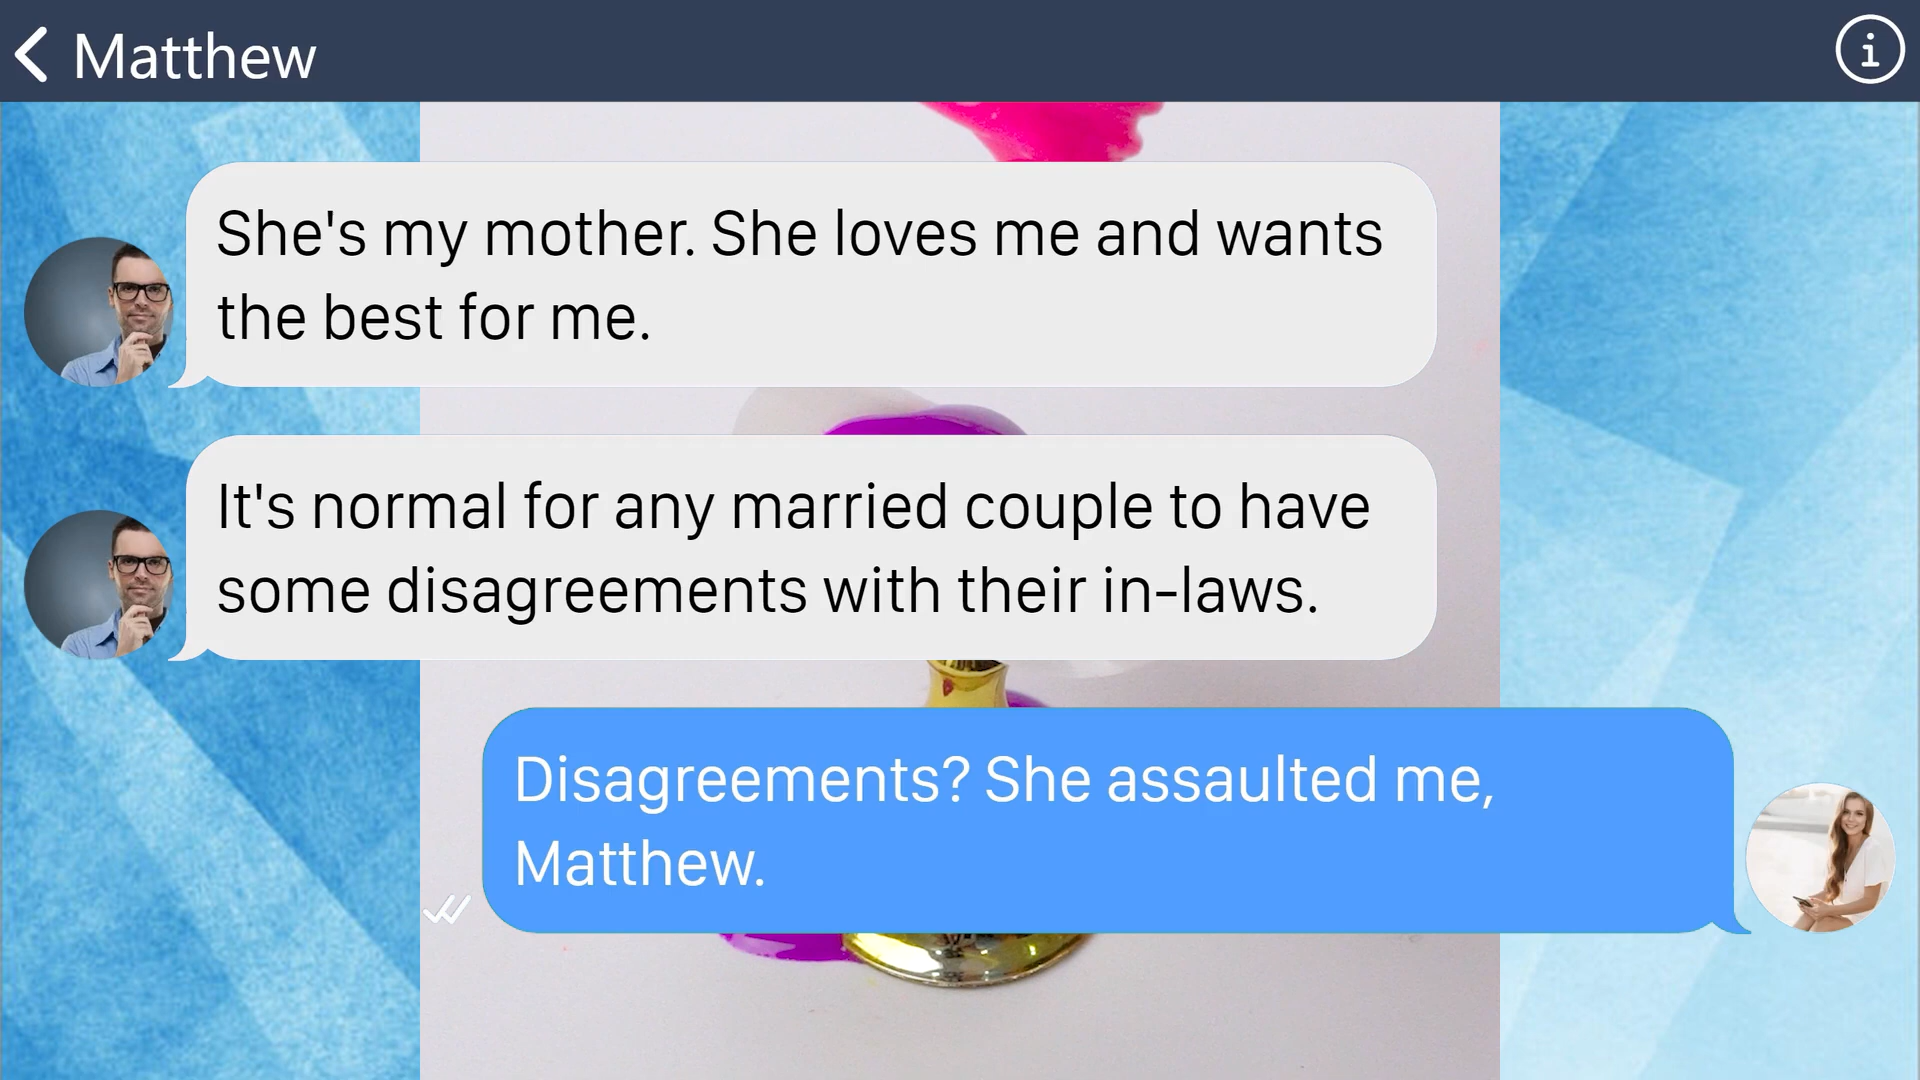 Matthew
She's my mother. She loves me and wants
the best for me.
It's normal for any married couple to have
some disagreements with their in-laws.
Disagreements? She assaulted me,
Matthew.